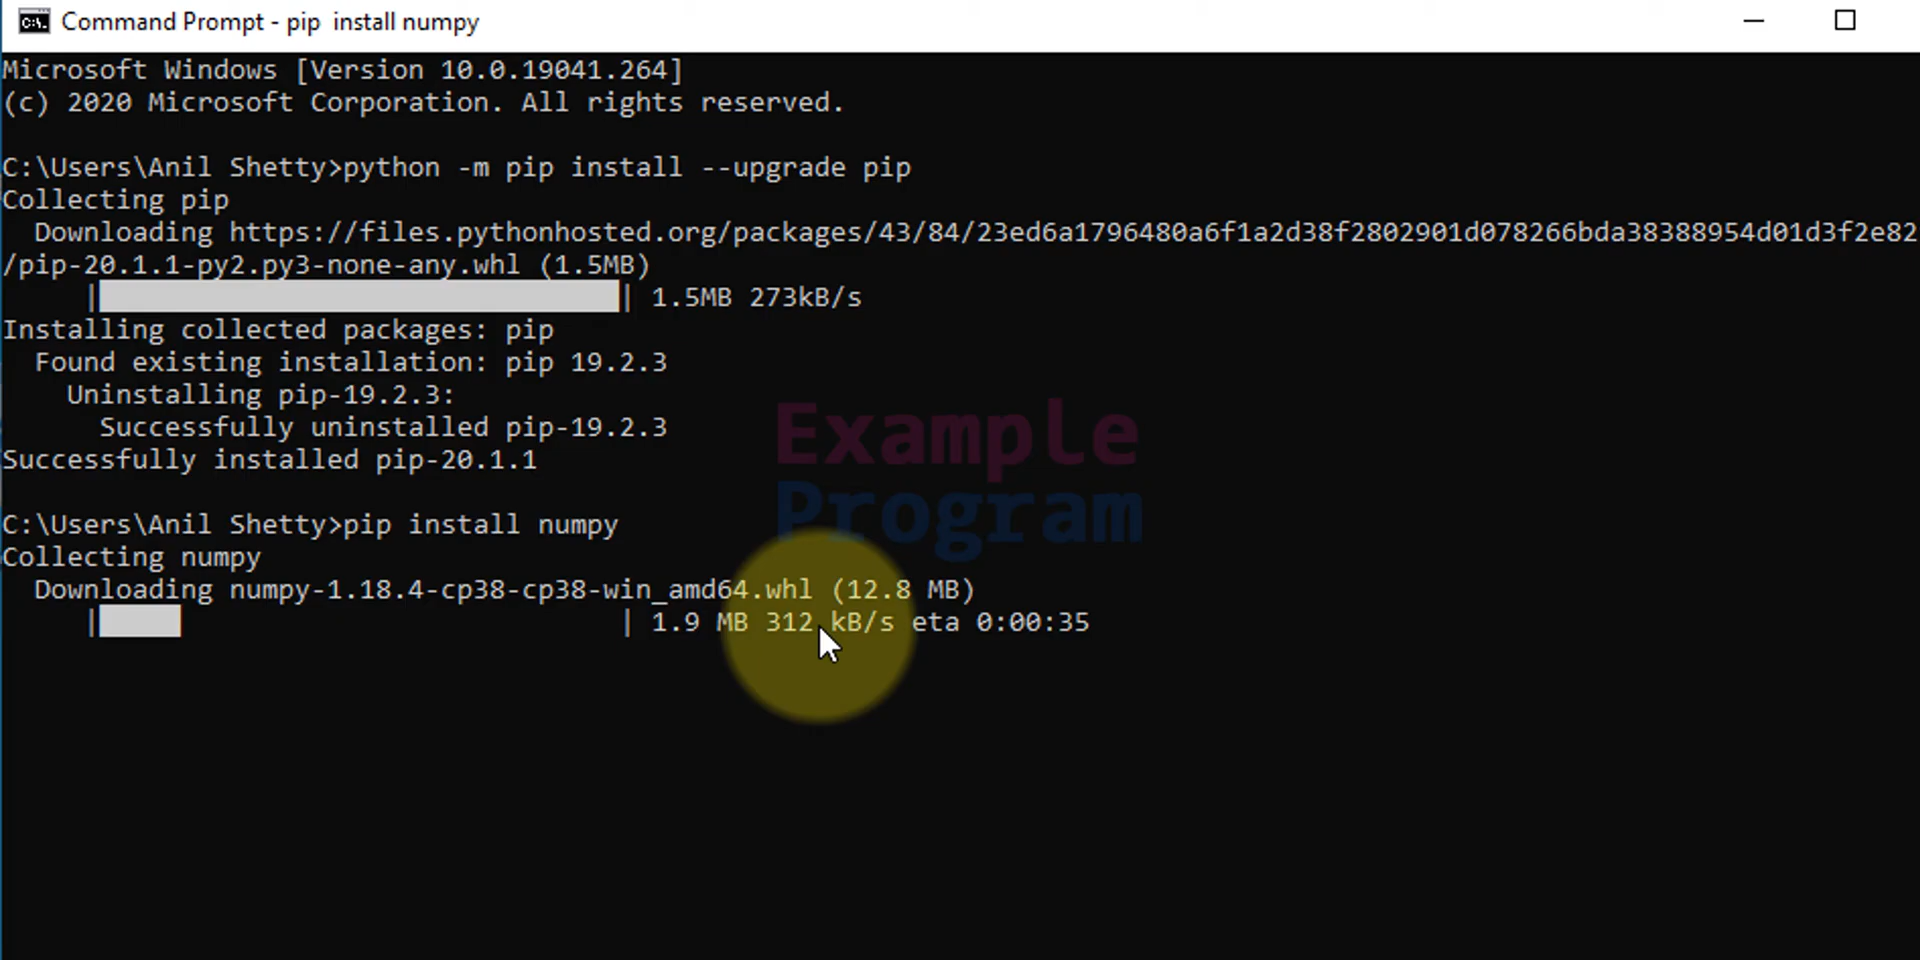 Command Prompt - pip  install numpy
Microsoft Windows [Version 10.0.19041.264]
(c) 2020 Microsoft Corporation. All rights reserved.
C:\Users\Anil Shetty>python -m pip install --upgrade pip
Collecting pip
  Downloading https://files.pythonhosted.org/packages/43/84/23ed6a1796480a6f1a2d38f2802901d078266bda38388954d01d3f2e82
/pip-20.1.1-py2.py3-none-any.whl (1.5MB)
     || 1.5MB 273kB/s
Installing collected packages: pip
  Found existing installation: pip 19.2.3
    Uninstalling pip-19.2.3:
      Successfully uninstalled pip-19.2.3
Successfully installed pip-20.1.1
Example
Program
C:\Users\Anil Shetty>pip install numpy
Collecting numpy
  Downloading numpy-1.18.4-cp38-cp38-win_amd64.whl (12.8 MB)
     | | 1.9 MB 312 kB/s eta 0:00:35